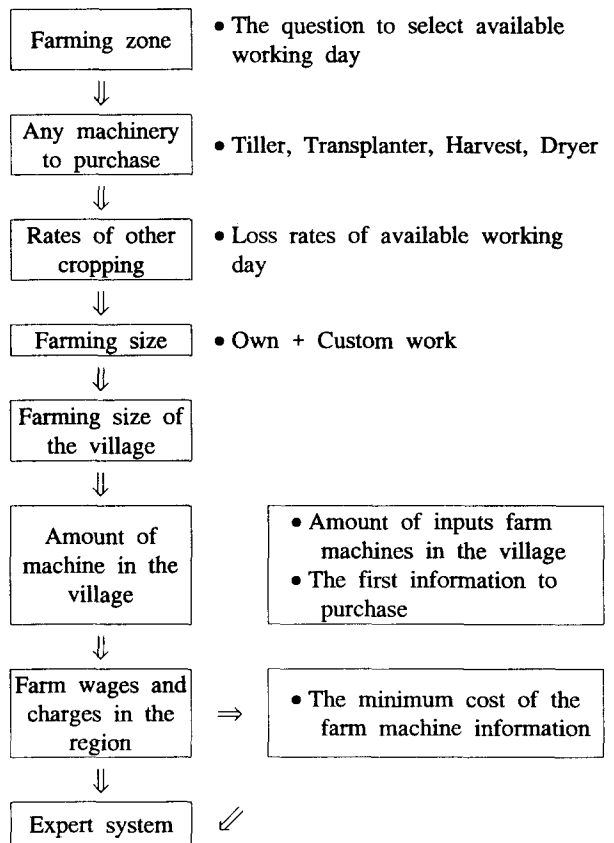 Farming zone
• The question to select available
working day
⇓
Any machinery
to purchase
• Tiller, Transplanter, Harvest, Dryer
⇓
Rates of other
cropping
• Loss rates of available working
day
⇓
Farming size
• Own + Custom work
⇓
Farming size of
the village
⇓
Amount of
machine in the
village
• Amount of inputs farm
machines in the village
• The first information to
purchase
⇓
Farm wages and
charges in the
region
⇒
• The minimum cost of the
farm machine information
⇓
Expert system
⇙